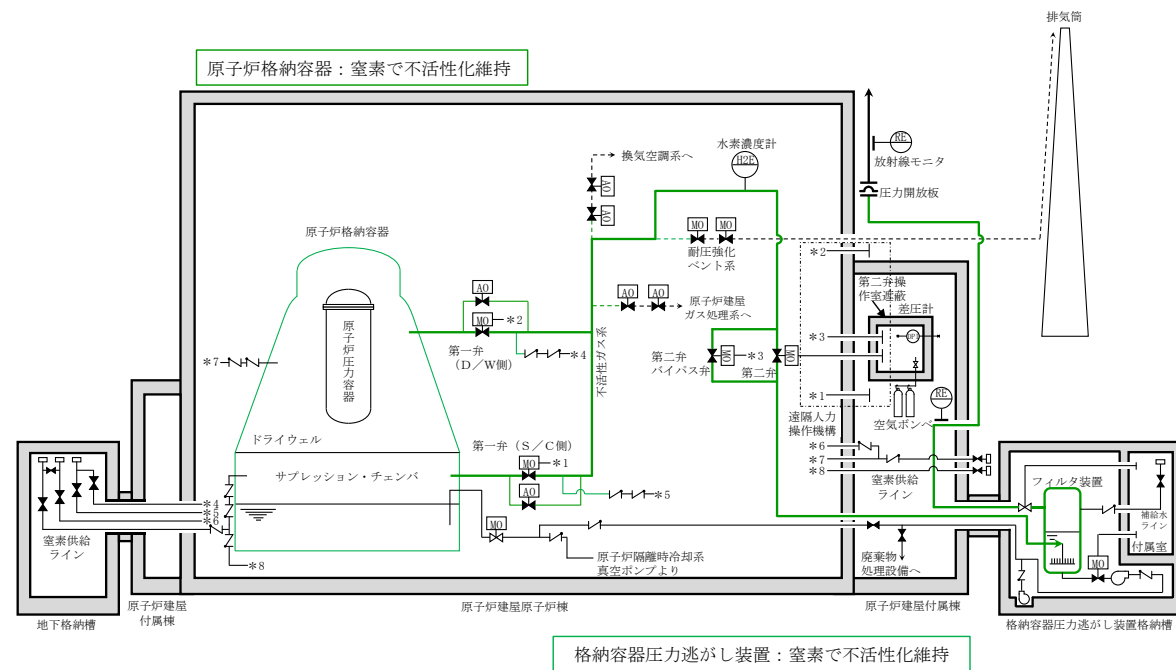 排気筒
原子炉格納容器：窒素で不活性化維持
水素濃度計
H2E
RE
放射線モニタ
換気空調系へ
AO
AO
圧力開放板
原子炉格納容器
MO
MO
耐圧強化
ベント系
＊2
第二弁操
作室遮蔽
差圧計
AO
MO
＊2
第一弁
（D／W側）
＊4
AO
AO
原子炉建屋
ガス処理系へ
不活性ガス系
原子炉圧力容器
＊7
第二弁
バイパス弁
MO
＊3
第二弁
MO
＊3
＊1
遠隔人力
操作機構
空気ボンベ
RE
ドライウェル
サプレッション・チェンバ
第一弁（S／C側）
MO
＊1
AO
＊5
＊6
＊7
＊8
窒素供給
ライン
フィルタ装置
補給水
ライン
付属室
MO
＊4
＊5
＊6
窒素供給
ライン
＊8
MO
原子炉隔離時冷却系
真空ポンプより
廃棄物
処理設備へ
原子炉建屋
付属棟
地下格納槽
原子炉建屋原子炉棟
原子炉建屋付属棟
格納容器圧力逃がし装置格納槽
格納容器圧力逃がし装置：窒素で不活性化維持